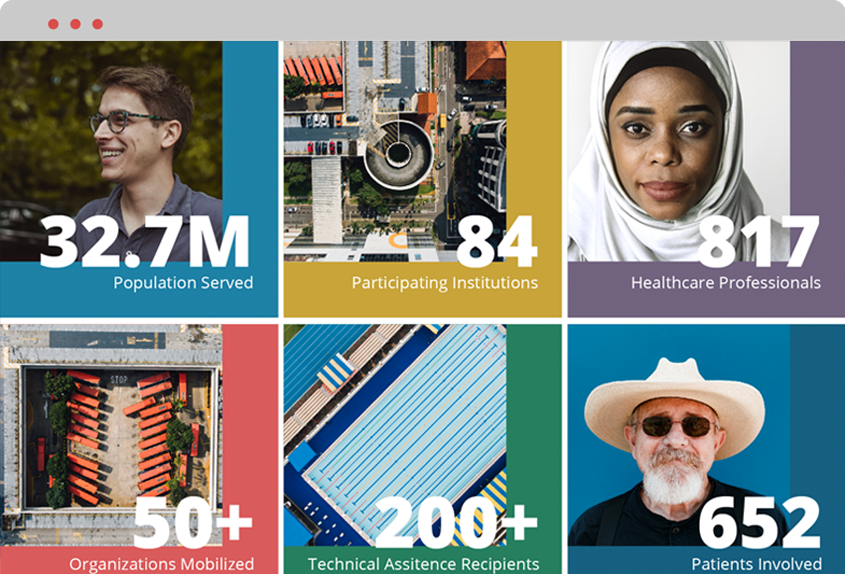 32.7M
Population Served
84
Participating Institutions
817
Healthcare Professionals
STOP
50+
Organizations Mobilized
200+
Technical Assitence Recipients
652
Patients Involved